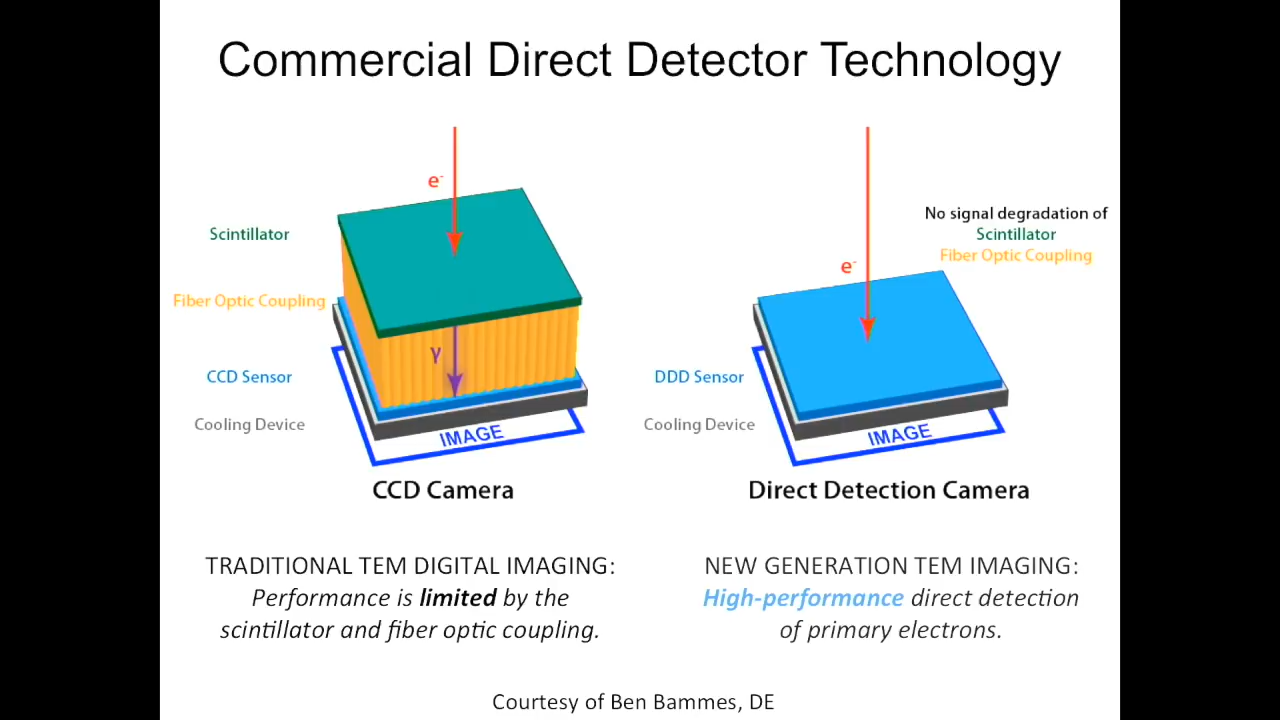 Commercial Direct Detector Technology
e-
Scintillator
Fiber Optic Coupling
γ
CCD Sensor
Cooling Device
IMAGE
CCD Camera
No signal degradation of
Scintillator
Fiber Optic Coupling
e-
DDD Sensor
Cooling Device
IMAGE
Direct Detection Camera
TRADITIONAL TEM DIGITAL IMAGING:
Performance is limited by the
scintillator and fiber optic coupling.
NEW GENERATION TEM IMAGING:
High-performance direct detection
of primary electrons.
Courtesy of Ben Bammes, DE